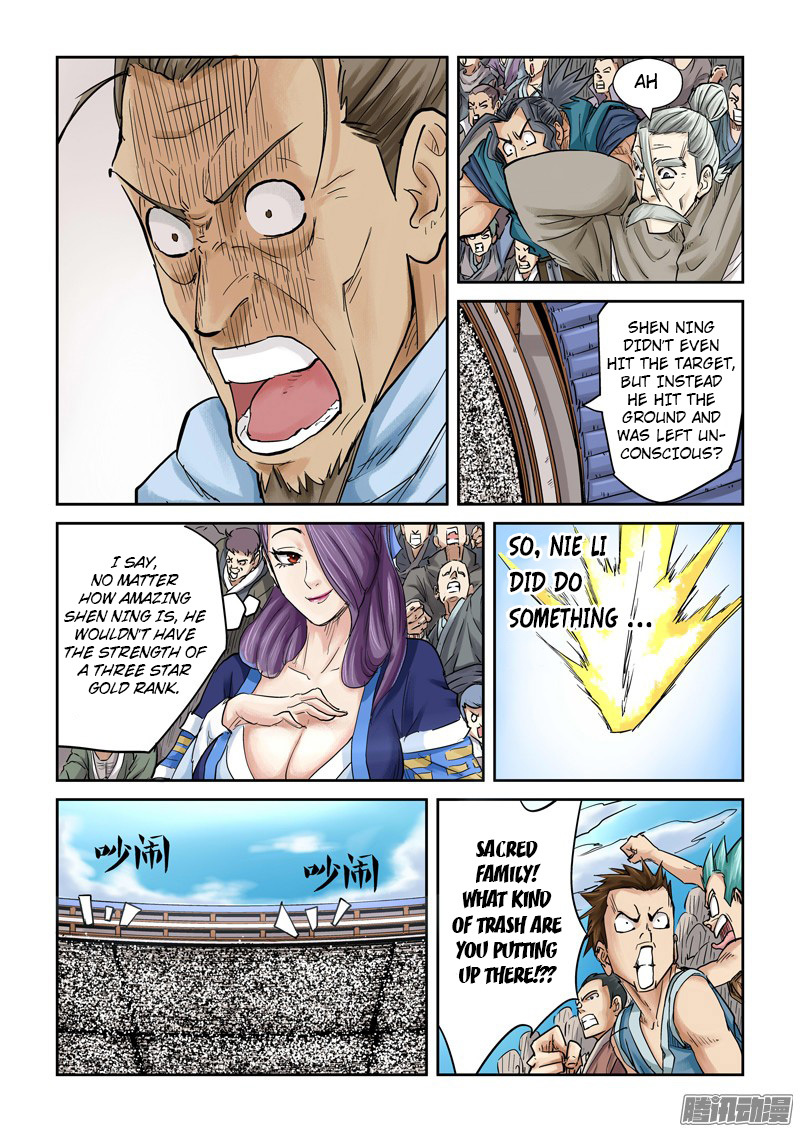 AH
SHEN NING
DIDN'T EVEN
HIT THE TARGET,
BUT INSTEAD
HE HIT THE
GROUND AND
WAS LEFT UN-
CONSCIOUS?
I SAY,
NO MATTER
HOW AMAZING
SHEN NING IS, HE
WOULDN'T HAVE
THE STRENGTH OF
A THREE STAR
GOLD RANK.
SO, NIE LI
DID DO
SOMETHING ...
吵闹
吵闹
SACRED
FAMILY!
WHAT KIND
OF TRASH ARE
YOU PUTTING
UP THERE!??
腾讯动漫